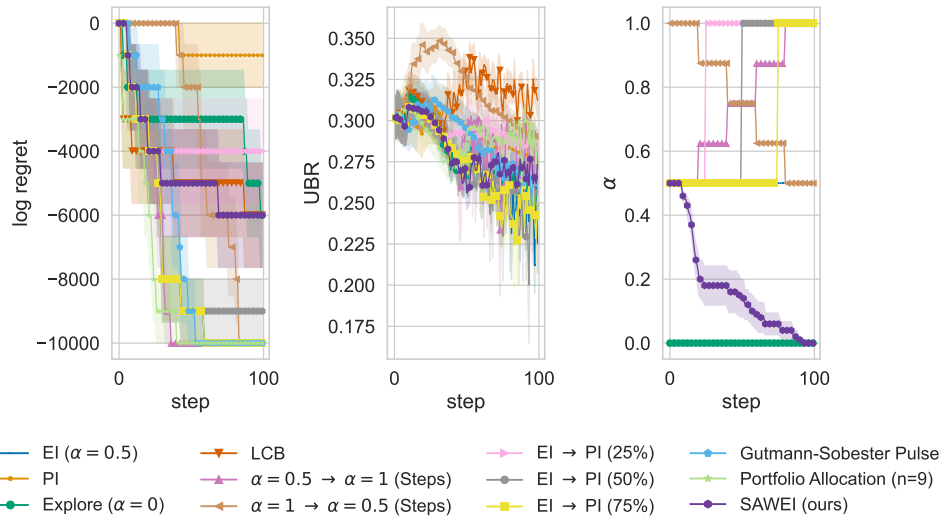 0
−2000
−4000
−6000
−8000
−10000
log regret
0
100
step
0.350
0.325
0.300
0.275
0.250
0.225
0.200
0.175
UBR
0
100
step
1.0
0.8
0.6
0.4
0.2
0.0
α
0
100
step
EI (α = 0.5)
PI
Explore (α = 0)
LCB
α = 0.5 → α = 1 (Steps)
α = 1 → α = 0.5 (Steps)
EI → PI (25%)
EI → PI (50%)
EI → PI (75%)
Gutmann-Sobester Pulse
Portfolio Allocation (n=9)
SAWEI (ours)